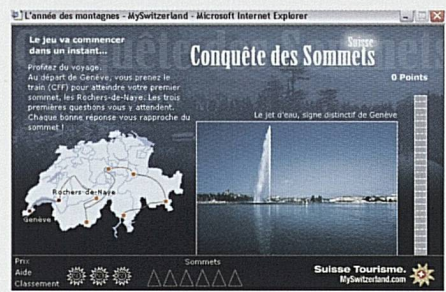 L'année des montagnes - MySwitzerland - Microsoft Internet Explorer
Le jeu va commencer
dans un instant...
Profitez du voyage.
Au départ de Genève, vous prenez le
train (CFF) pour atteindre votre premier
sommet, les Rochers-de-Naye. Les trois
premières questions vous y attendent.
Chaque bonne réponse vous rapproche du
sommet !
Suisse
Conquête des Sommets
0 Points
Le jet d'eau, signe distinctif de Genève
Rochers-de-Naye
Genève
Prix
Aide
Classement
Sommets
Suisse Tourisme.
MySwitzerland.com